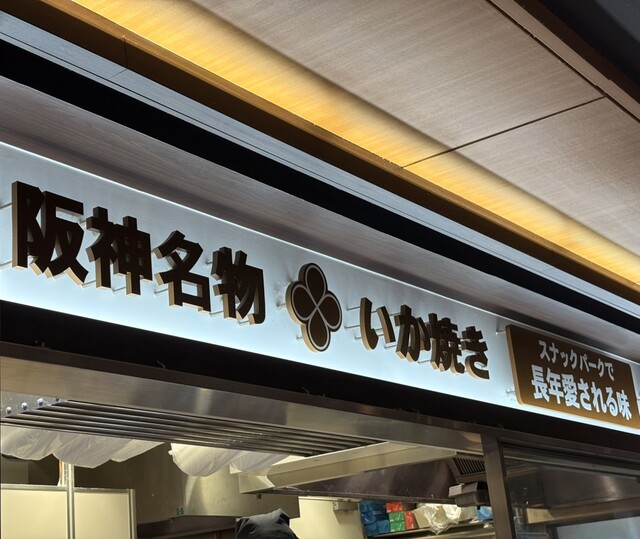 阪神名物 いか焼き
スナックパークで
長年愛される味